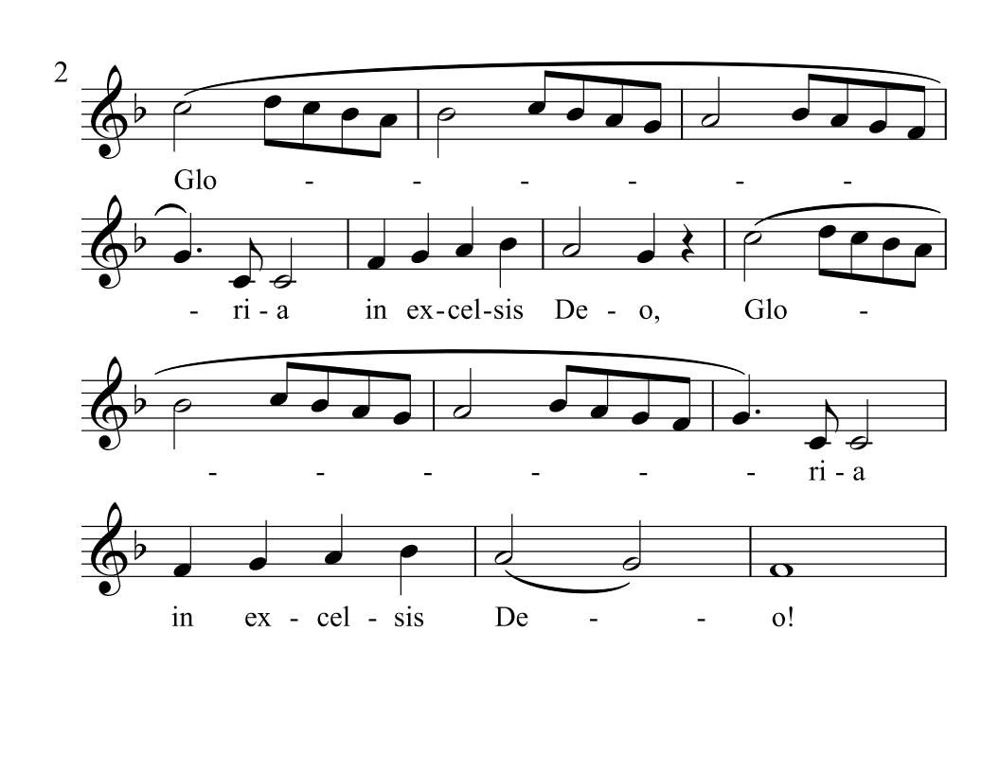 2
Glo - - - - - -
- ri - a in ex-cel-sis De - o, Glo -
- - - - - - ri - a
in ex - cel - sis De - - o!